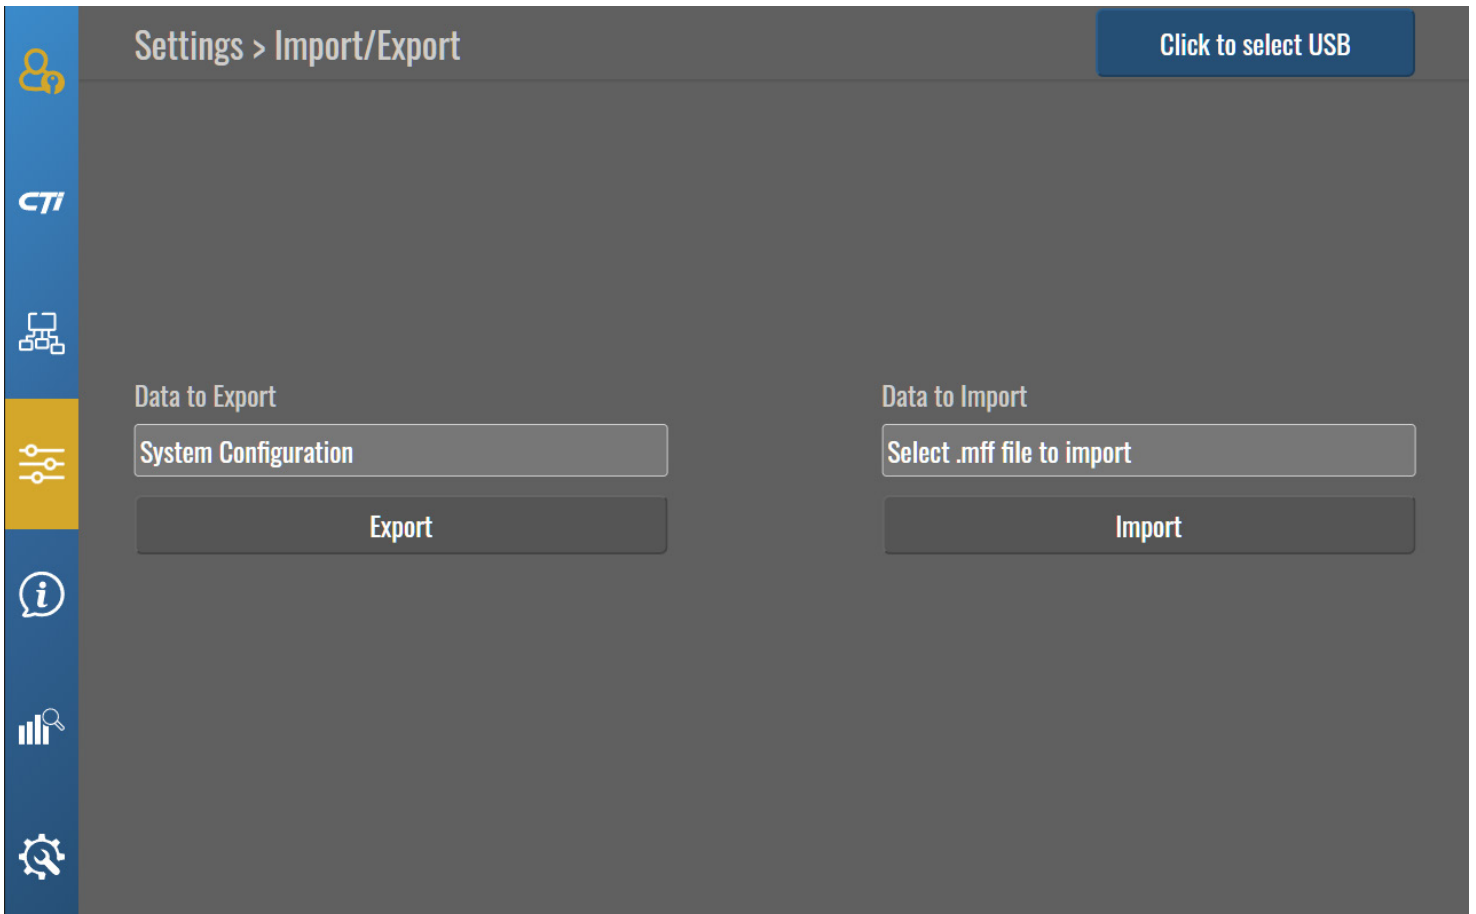 Settings > Import/Export
Click to select USB
CTi
Data to Export
Data to Import
System Configuration
Select .mff file to import
Export
Import